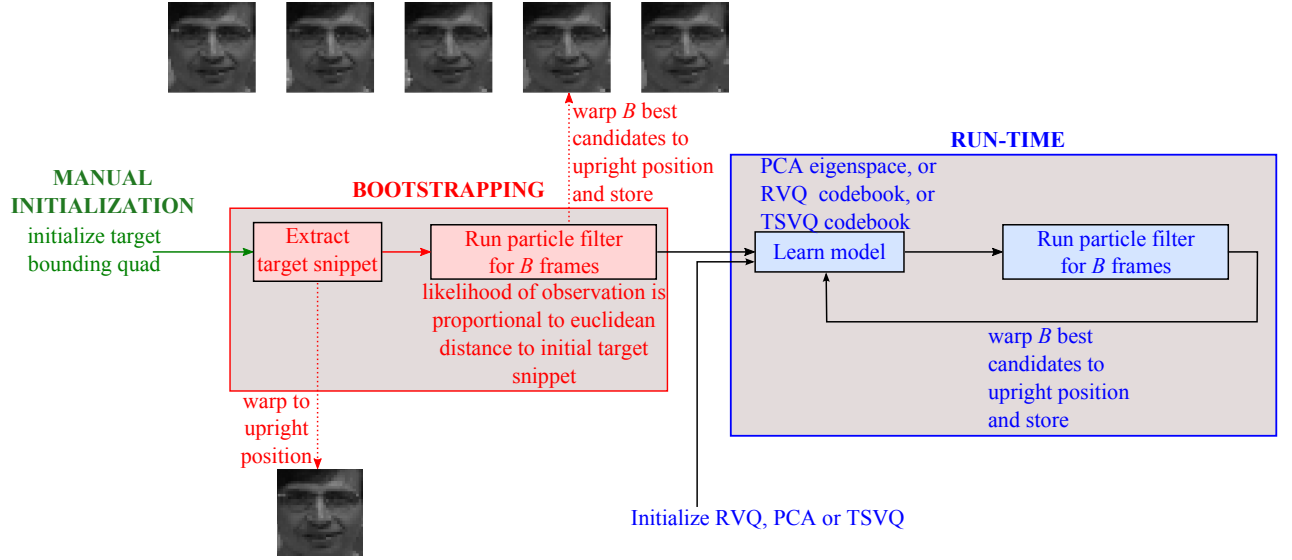 MANUAL
INITIALIZATION
initialize target
bounding quad
BOOTSTRAPPING
Extract
target snippet
Run particle filter
for B frames
likelihood of observation is
proportional to euclidean
distance to initial target
snippet
warp to
upright
position
warp B best
candidates to
upright position
and store
RUN-TIME
PCA eigenspace, or
RVQ codebook, or
TSVQ codebook
Learn model
Run particle filter
for B frames
warp B best
candidates to
upright position
and store
Initialize RVQ, PCA or TSVQ